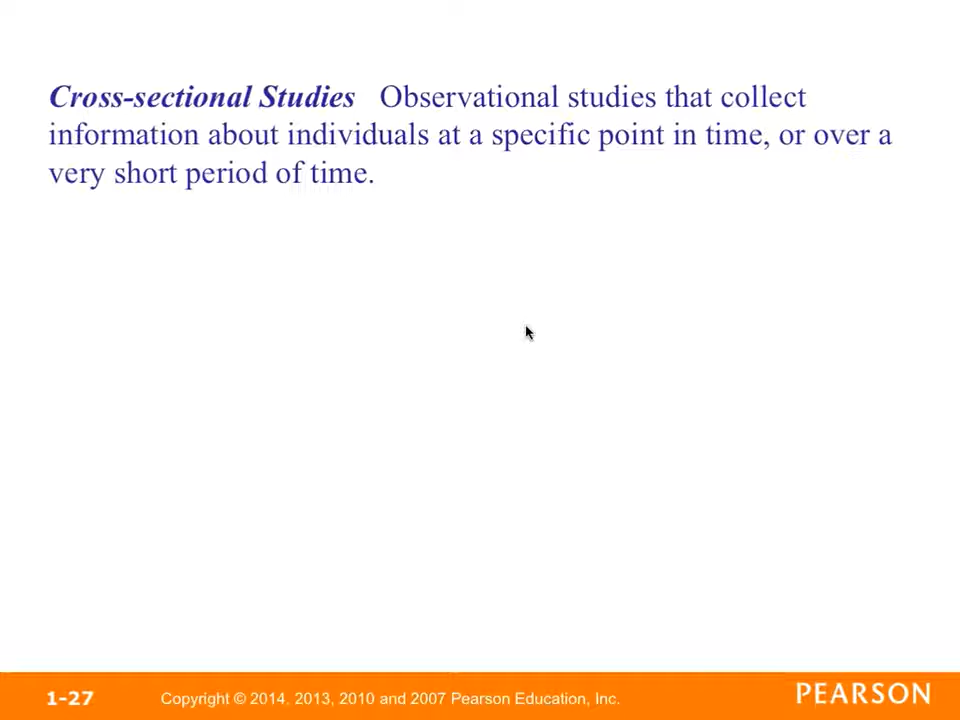 Cross-sectional Studies Observational studies that collect
information about individuals at a specific point in time, or over a
very short period of time.
1-27
Copyright © 2014, 2013, 2010 and 2007 Pearson Education, Inc.
PEARSON